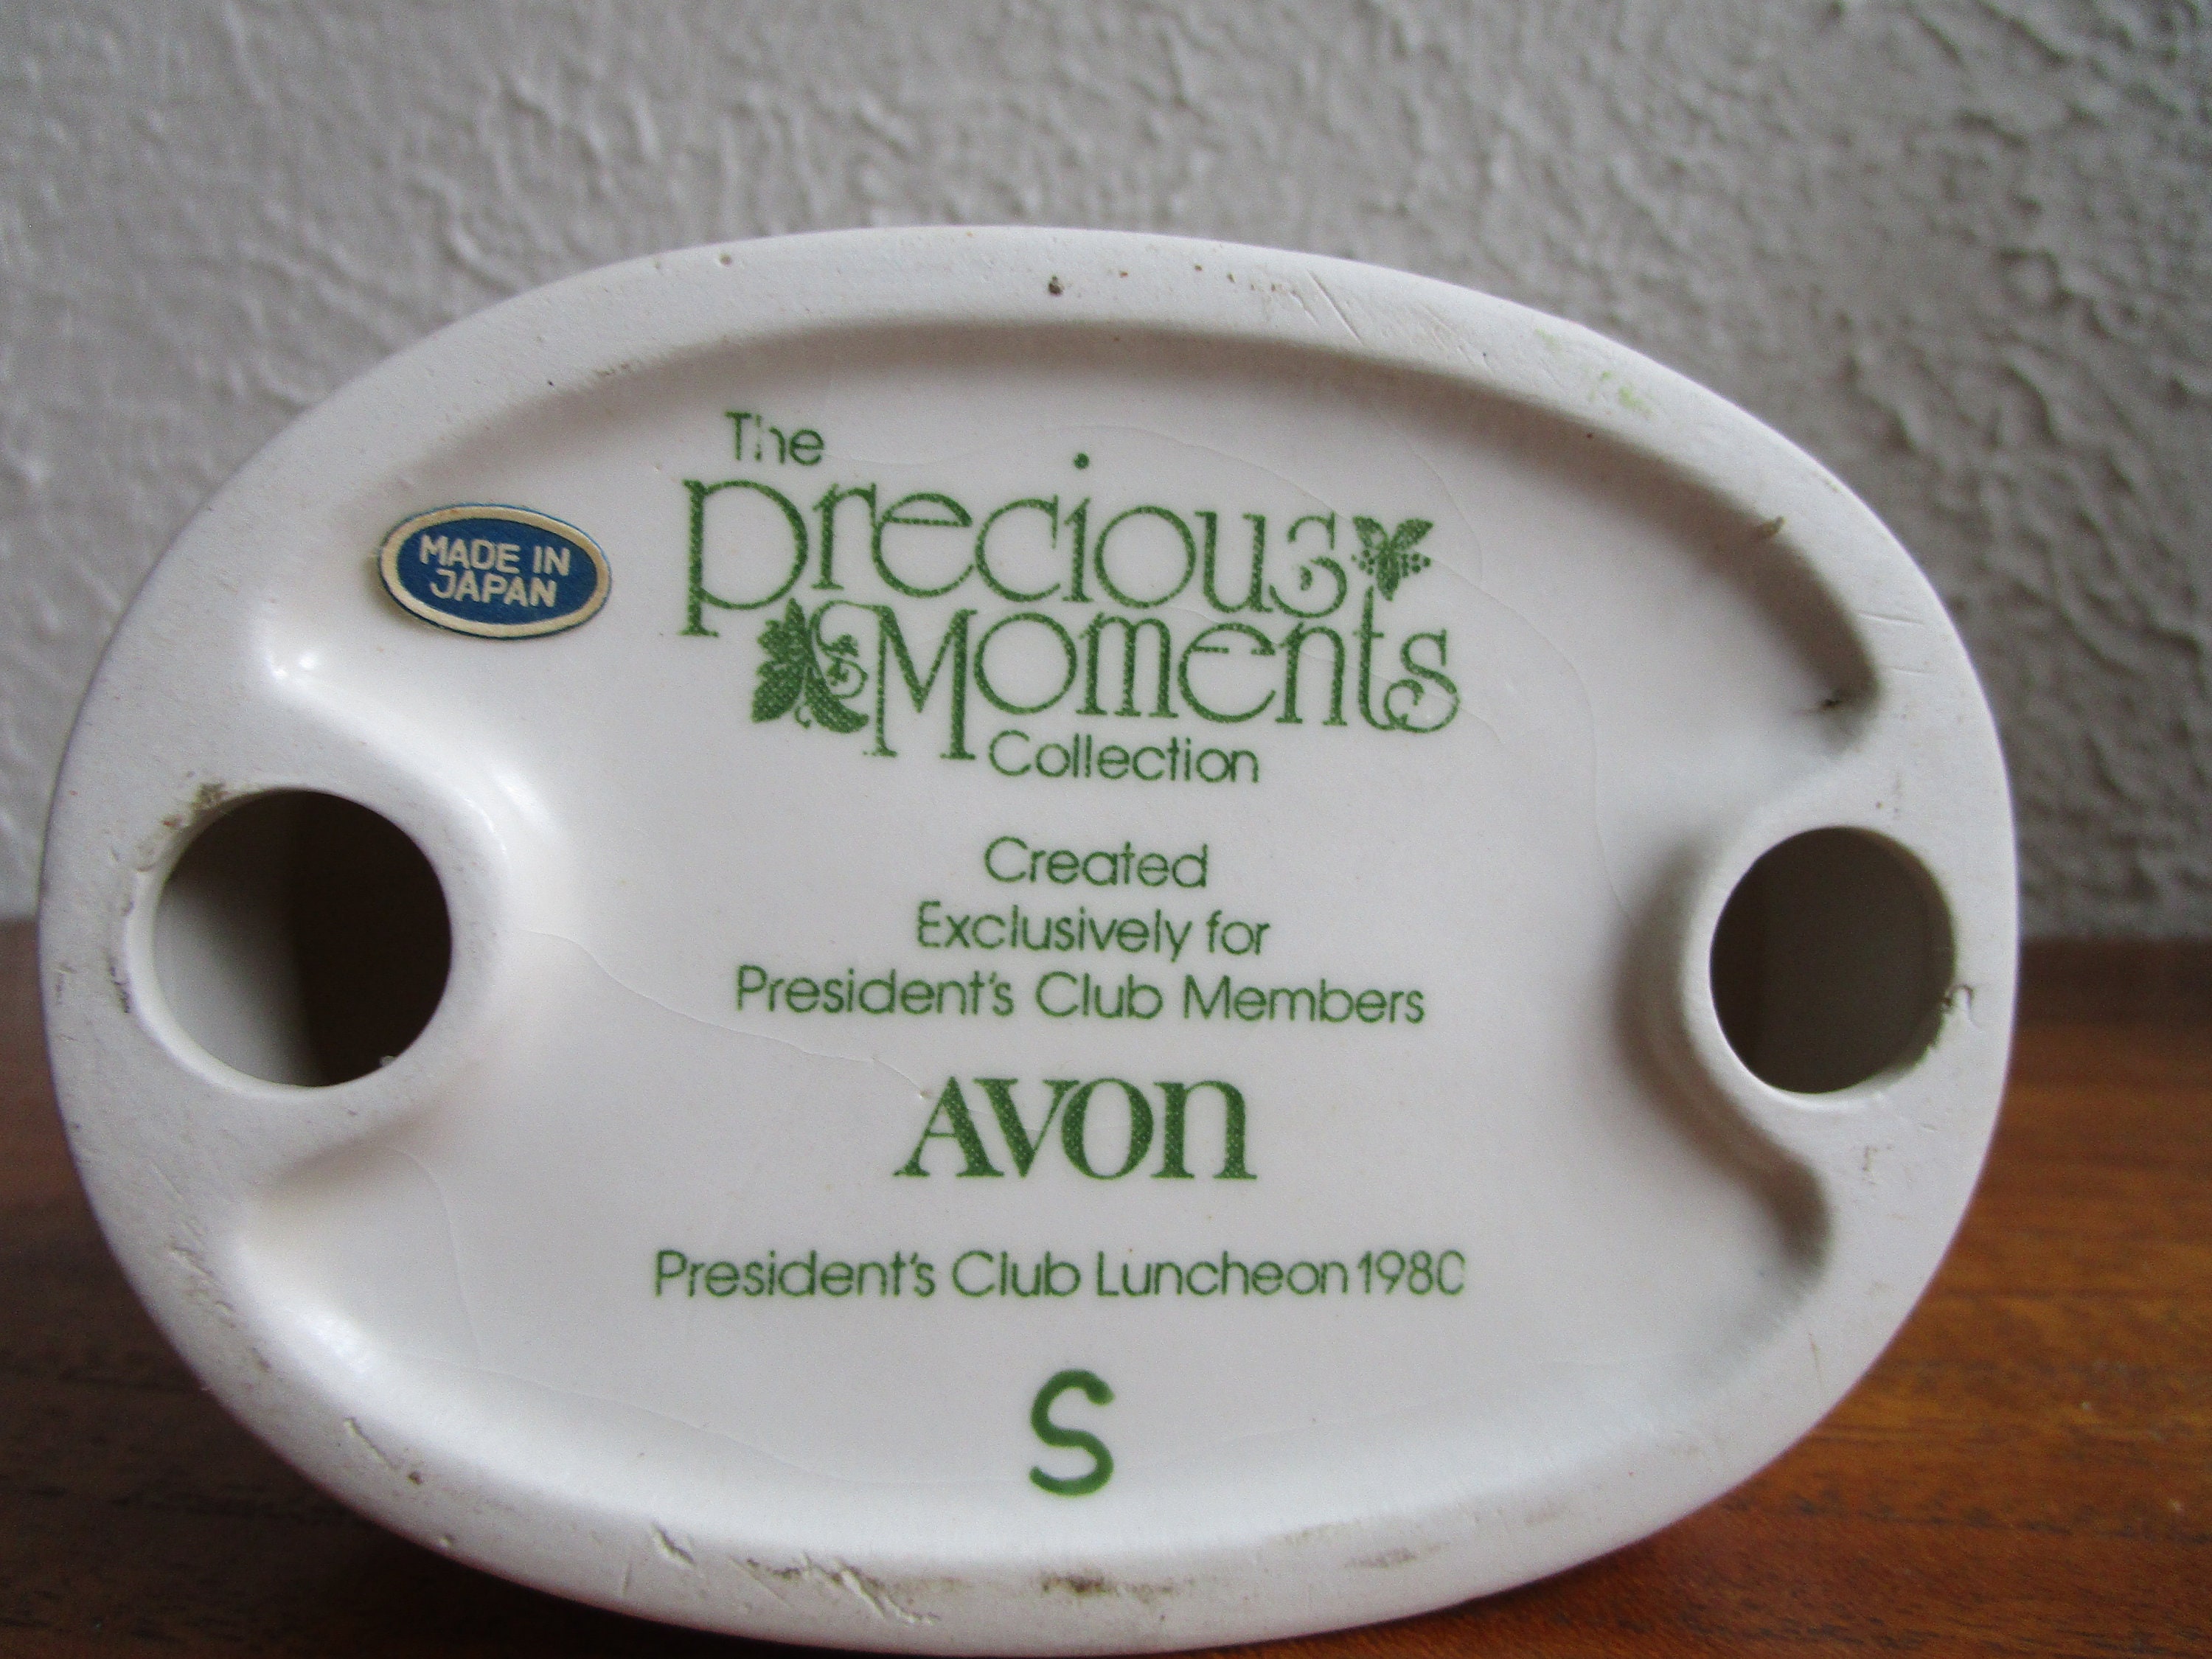 The
Precious
Moments
Collection
MADE IN
JAPAN
Created
Exclusively for
President's Club Members
AVON
President's Club Luncheon 1980
S